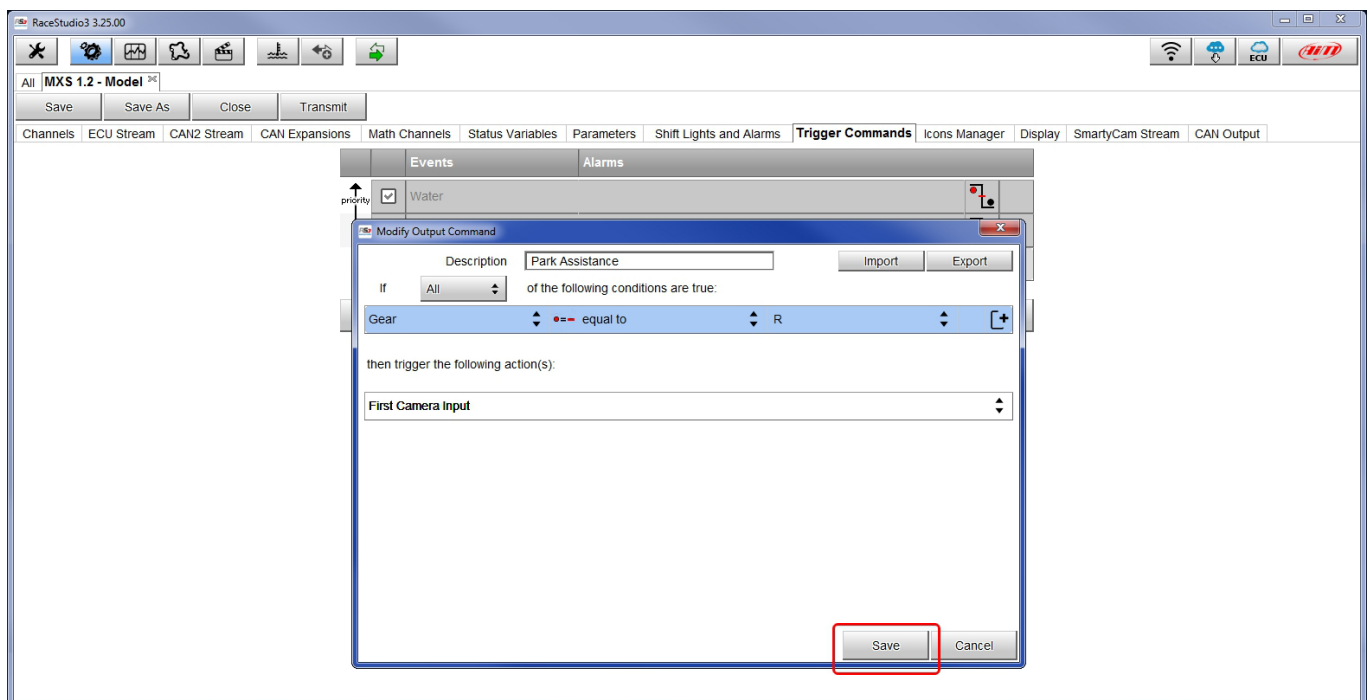 RaceStudio3 3.25.00
ECU
AiM
All MXS 1.2 - Model
Save Save As Close Transmit
Channels ECU Stream CAN2 Stream CAN Expansions Math Channels Status Variables Parameters Shift Lights and Alarms Trigger Commands Icons Manager Display SmartyCam Stream CAN Output
Events Alarms
priority Water
Modify Output Command
Description Park Assistance Import Export
If All of the following conditions are true:
Gear equal to R
then trigger the following action(s):
First Camera Input
Save Cancel